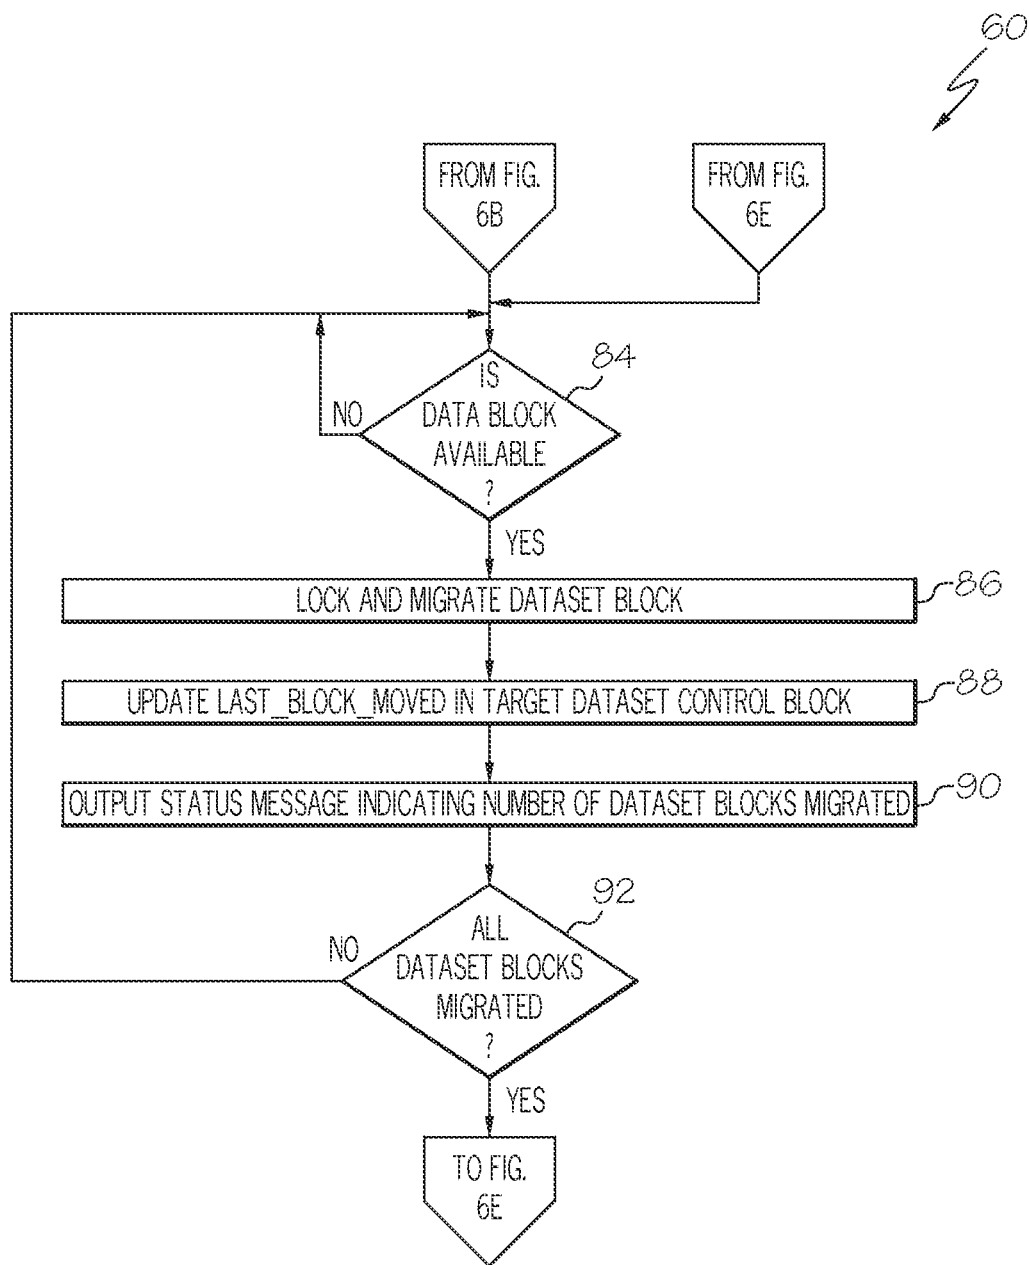 60
FROM FIG.
6B
FROM FIG.
6E
84
IS
DATA BLOCK
AVAILABLE
?
NO
YES
LOCK AND MIGRATE DATASET BLOCK
86
UPDATE LAST_BLOCK_MOVED IN TARGET DATASET CONTROL BLOCK
88
OUTPUT STATUS MESSAGE INDICATING NUMBER OF DATASET BLOCKS MIGRATED
90
92
ALL
DATASET BLOCKS
MIGRATED
?
NO
YES
TO FIG.
6E